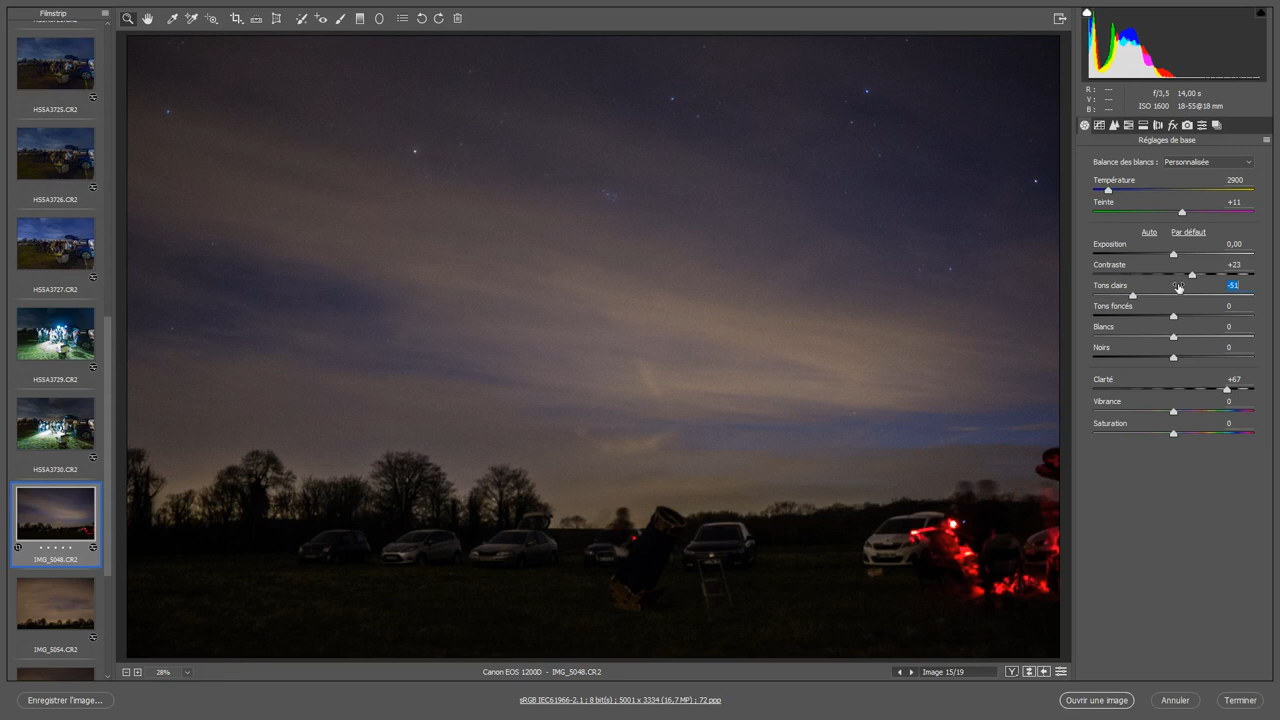 Filmstrip
HS5A3725.CR2
HS5A3726.CR2
HS5A3727.CR2
HS5A3729.CR2
HS5A3730.CR2
IMG_5048.CR2
IMG_5054.CR2
28%
Canon EOS 1200D - IMG_5048.CR2
Image 15/19
Y
Enregistrer l'image...
sRGB IEC61966-2.1 ; 8 bit(s) ; 5001 x 3334 (16,7 MP) ; 72 ppp
Ouvrir une image
Annuler
Terminer
R : ---
V : ---
B : ---
f/3,5 14,00 s
ISO 1600 18-55@18 mm
fx
Réglages de base
Balance des blancs : Personnalisée
Température 2900
Teinte +11
Auto Par défaut
Exposition 0,00
Contraste +23
Tons clairs -51
Tons foncés 0
Blancs 0
Noirs 0
Clarté +67
Vibrance 0
Saturation 0